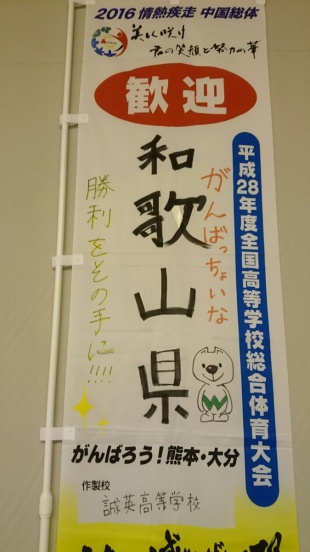 2016 情熱疾走 中国総体
美しく咲け
君の笑顔と努力の華
歓迎
平成28年度全国高等学校総合体育大会
がんばっちょいな
和歌山県
勝利をその手に!!!!
がんばろう!熊本・大分
作製校
誠英高等学校